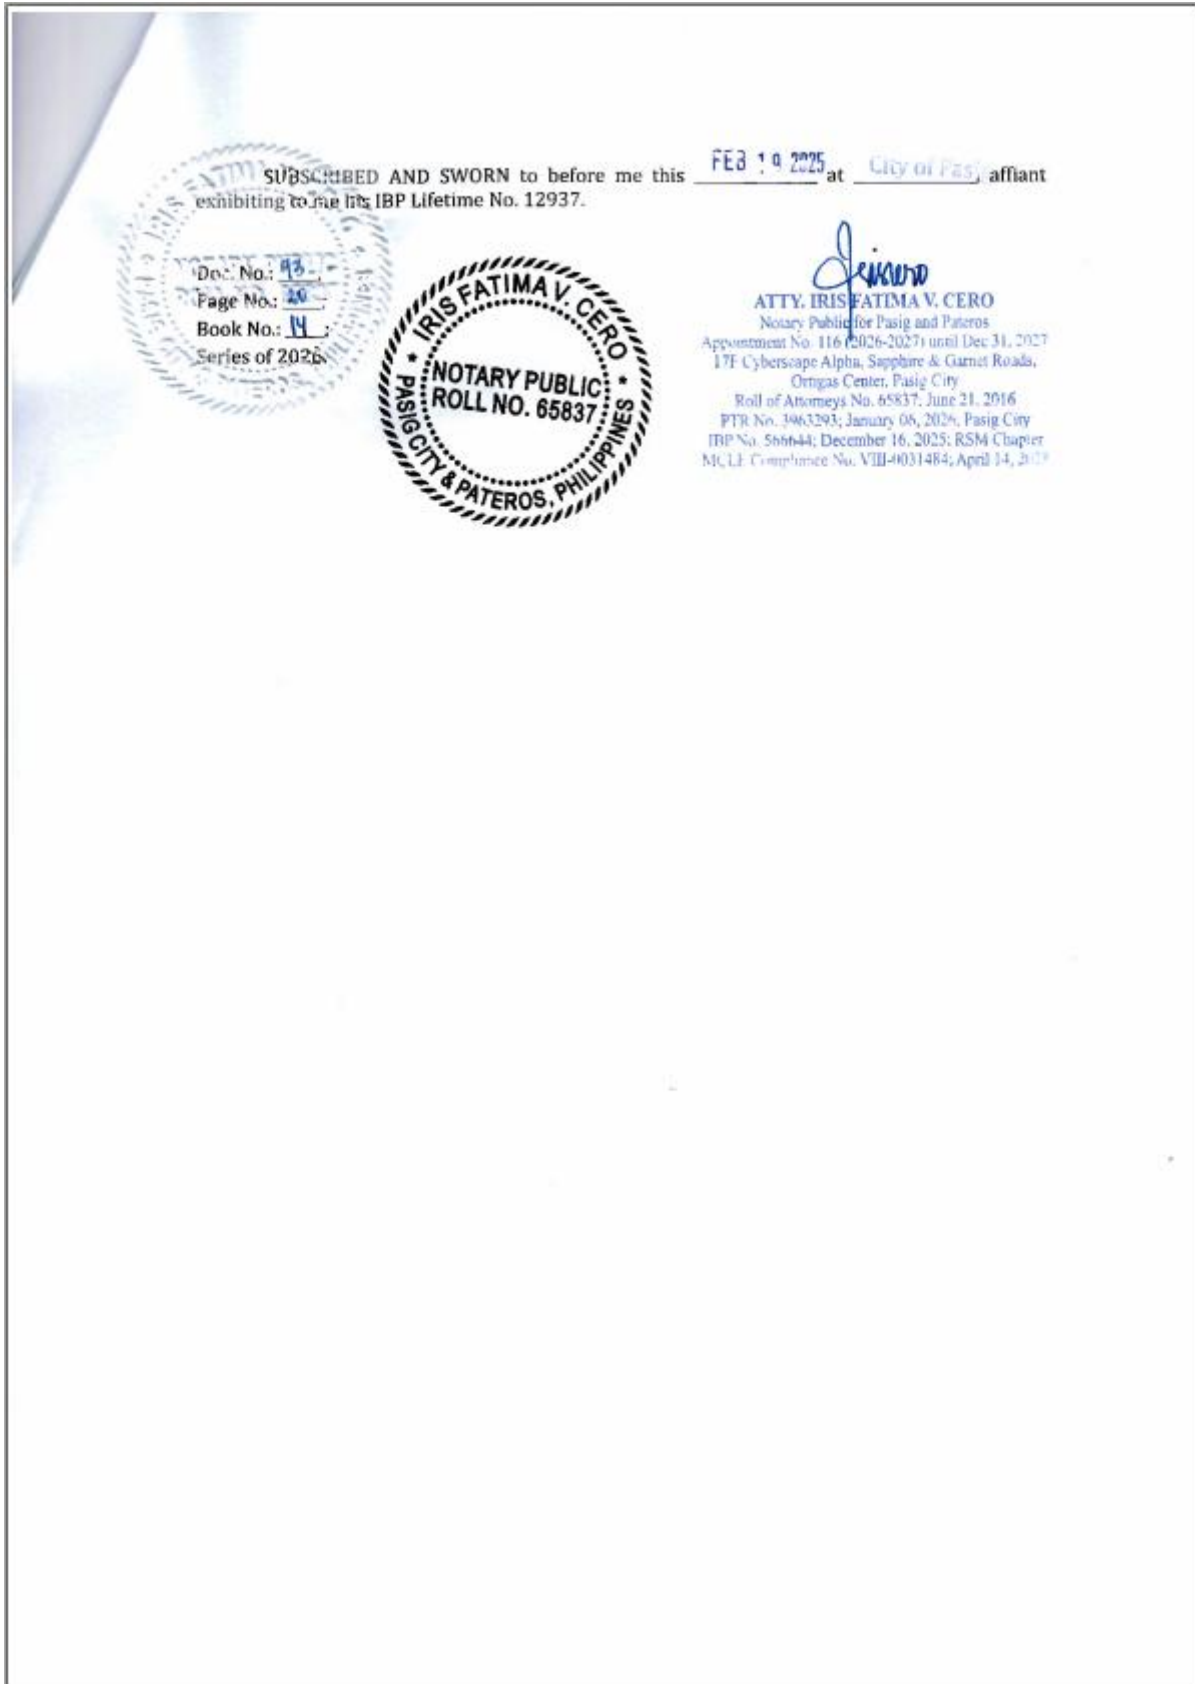 SUBSCRIBED AND SWORN to before me this FEB 19 2025 at City of Pasig, affiant
exhibiting to me his IBP Lifetime No. 12937.
Doc. No.: 93;
Page No.: 20;
Book No.: 14;
Series of 2026.
IRIS FATIMA V. CERO
NOTARY PUBLIC
ROLL NO. 65837
PASIG CITY & PATEROS, PHILIPPINES
ATTY. IRIS FATIMA V. CERO
Notary Public for Pasig and Pateros
Appointment No. 116 (2026-2027) until Dec 31, 2027
17F Cyberscape Alpha, Sapphire & Garnet Roads,
Ortigas Center, Pasig City
Roll of Attorneys No. 65837; June 21, 2016
PTR No. 3963293; January 06, 2026, Pasig City
IBP No. 566644; December 16, 2025; RSM Chapter
MCLE Compliance No. VIII-0031484; April 14,